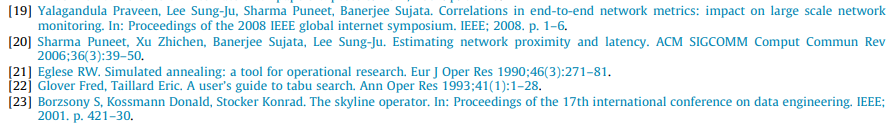 [19] Yalagandula Praveen, Lee Sung-Ju, Sharma Puneet, Banerjee Sujata. Correlations in end-to-end network metrics: impact on large scale network
monitoring. In: Proceedings of the 2008 IEEE global internet symposium. IEEE; 2008. p. 1–6.
[20] Sharma Puneet, Xu Zhichen, Banerjee Sujata, Lee Sung-Ju. Estimating network proximity and latency. ACM SIGCOMM Comput Commun Rev
2006;36(3):39–50.
[21] Eglese RW. Simulated annealing: a tool for operational research. Eur J Oper Res 1990;46(3):271–81.
[22] Glover Fred, Taillard Eric. A user's guide to tabu search. Ann Oper Res 1993;41(1):1–28.
[23] Borzsony S, Kossmann Donald, Stocker Konrad. The skyline operator. In: Proceedings of the 17th international conference on data engineering. IEEE;
2001. p. 421–30.